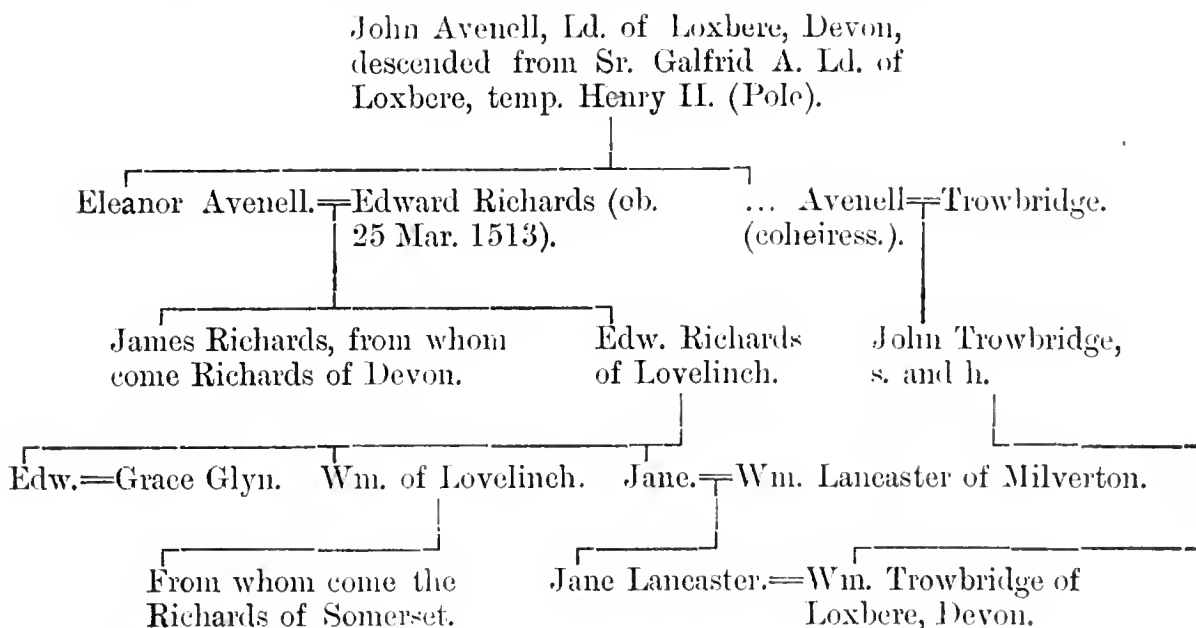 John Avenell, Ld. of Loxbere, Devon,
descended from Sr. Galfrid A. Ld. of
Loxbere, temp. Henry II. (Pole).
Eleanor Avenell.=Edward Richards (ob.
25 Mar. 1513).
... Avenell=Trowbridge.
(coheiress.).
James Richards, from whom
come Richards of Devon.
Edw. Richards
of Lovelinch.
John Trowbridge,
s. and h.
Edw.=Grace Glyn.
Wm. of Lovelinch.
Jane.=Wm. Lancaster of Milverton.
From whom come the
Richards of Somerset.
Jane Lancaster.=Wm. Trowbridge of
Loxbere, Devon.